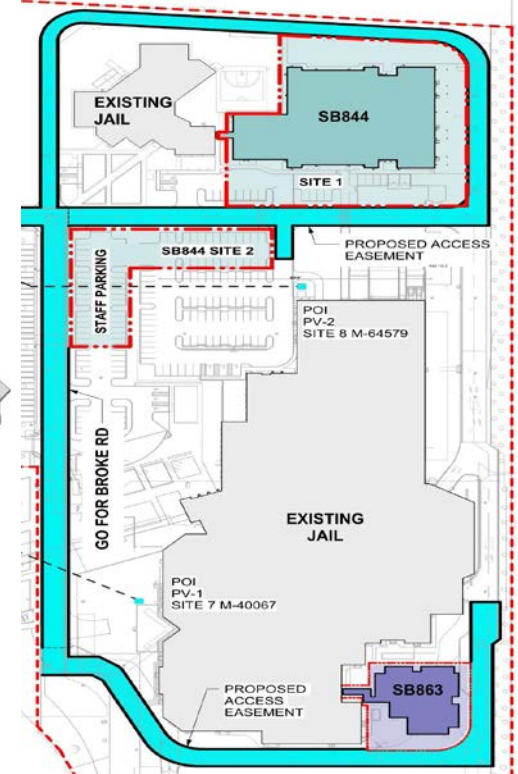 EXISTING
JAIL
SB844
SITE 1
SB844 SITE 2
PROPOSED ACCESS
EASEMENT
STAFF PARKING
POI
PV-2
SITE 8 M-64579
GO FOR BROKE RD
EXISTING
JAIL
POI
PV-1
SITE 7 M-40067
SB863
PROPOSED
ACCESS
EASEMENT